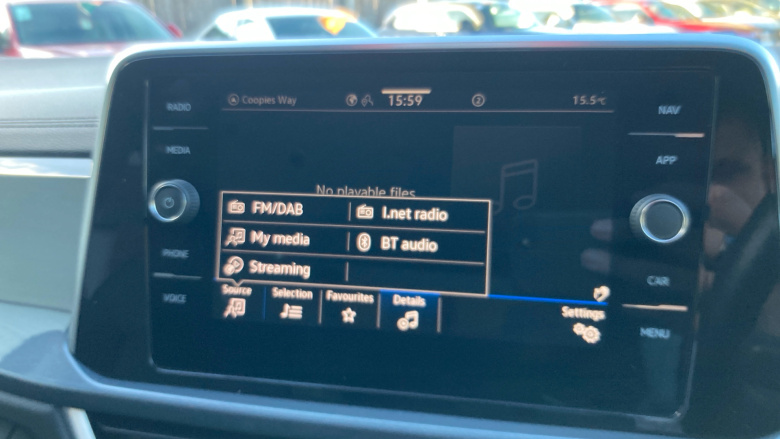 RADIO
MEDIA
PHONE
VOICE
Coopies Way
15:59
2
15.5°C
No playable files
FM/DAB
I.net radio
My media
BT audio
Streaming
Source
Selection
Favourites
Details
Settings
NAV
APP
CAR
MENU